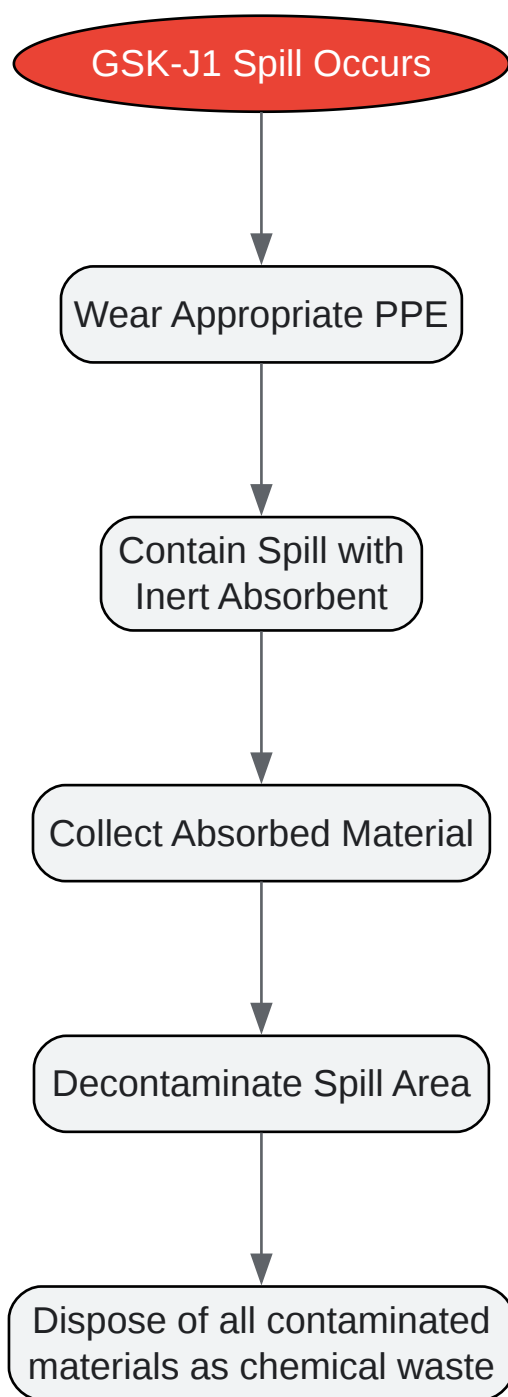 GSK-J1 Spill Occurs
Wear Appropriate PPE
Contain Spill with
Inert Absorbent
Collect Absorbed Material
Decontaminate Spill Area
Dispose of all contaminated
materials as chemical waste